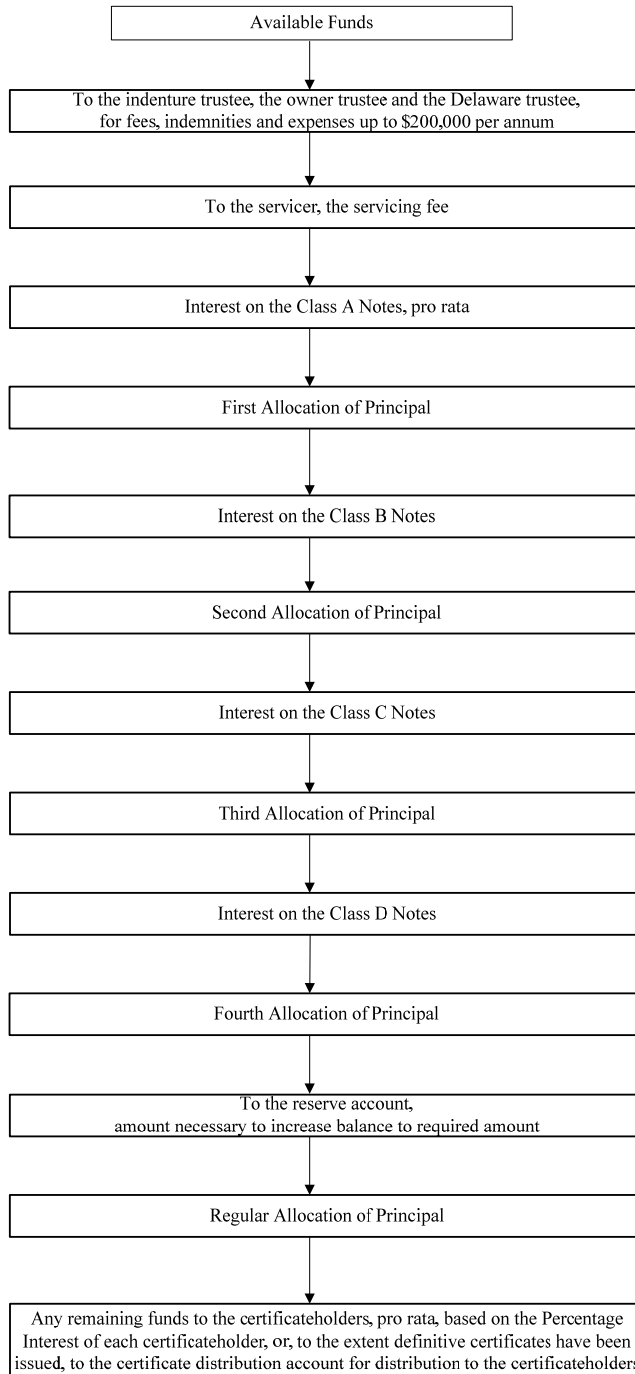 Available Funds
To the indenture trustee, the owner trustee and the Delaware trustee,
for fees, indemnities and expenses up to $200,000 per annum
To the servicer, the servicing fee
Interest on the Class A Notes, pro rata
First Allocation of Principal
Interest on the Class B Notes
Second Allocation of Principal
Interest on the Class C Notes
Third Allocation of Principal
Interest on the Class D Notes
Fourth Allocation of Principal
To the reserve account,
amount necessary to increase balance to required amount
Regular Allocation of Principal
Any remaining funds to the certificateholders, pro rata, based on the Percentage
Interest of each certificateholder, or, to the extent definitive certificates have been
issued, to the certificate distribution account for distribution to the certificateholders